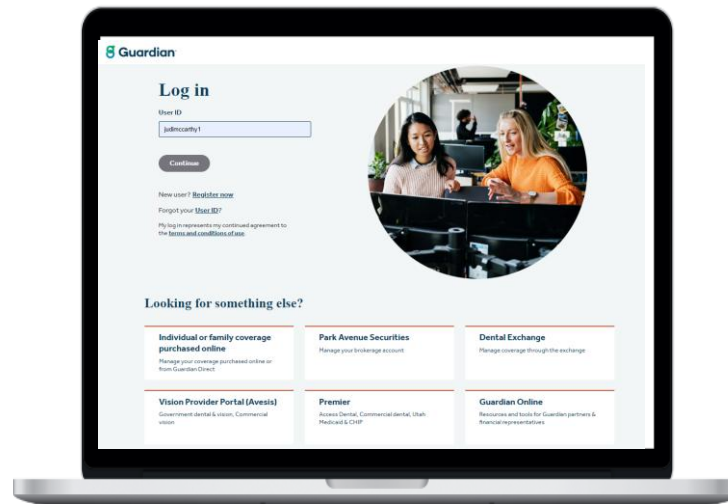 Guardian
Log in
User ID
judimccarthy1
Continue
New user? Register now
Forgot your User ID?
My log in represents my continued agreement to
the terms and conditions of use.
Looking for something else?
Individual or family coverage
purchased online
Manage your coverage purchased online or
from Guardian Direct
Park Avenue Securities
Manage your brokerage account
Dental Exchange
Manage coverage through the exchange
Vision Provider Portal (Avesis)
Government dental & vision, Commercial
vision
Premier
Access Dental, Commercial dental, Utah
Medicaid & CHIP
Guardian Online
Resources and tools for Guardian partners &
financial representatives